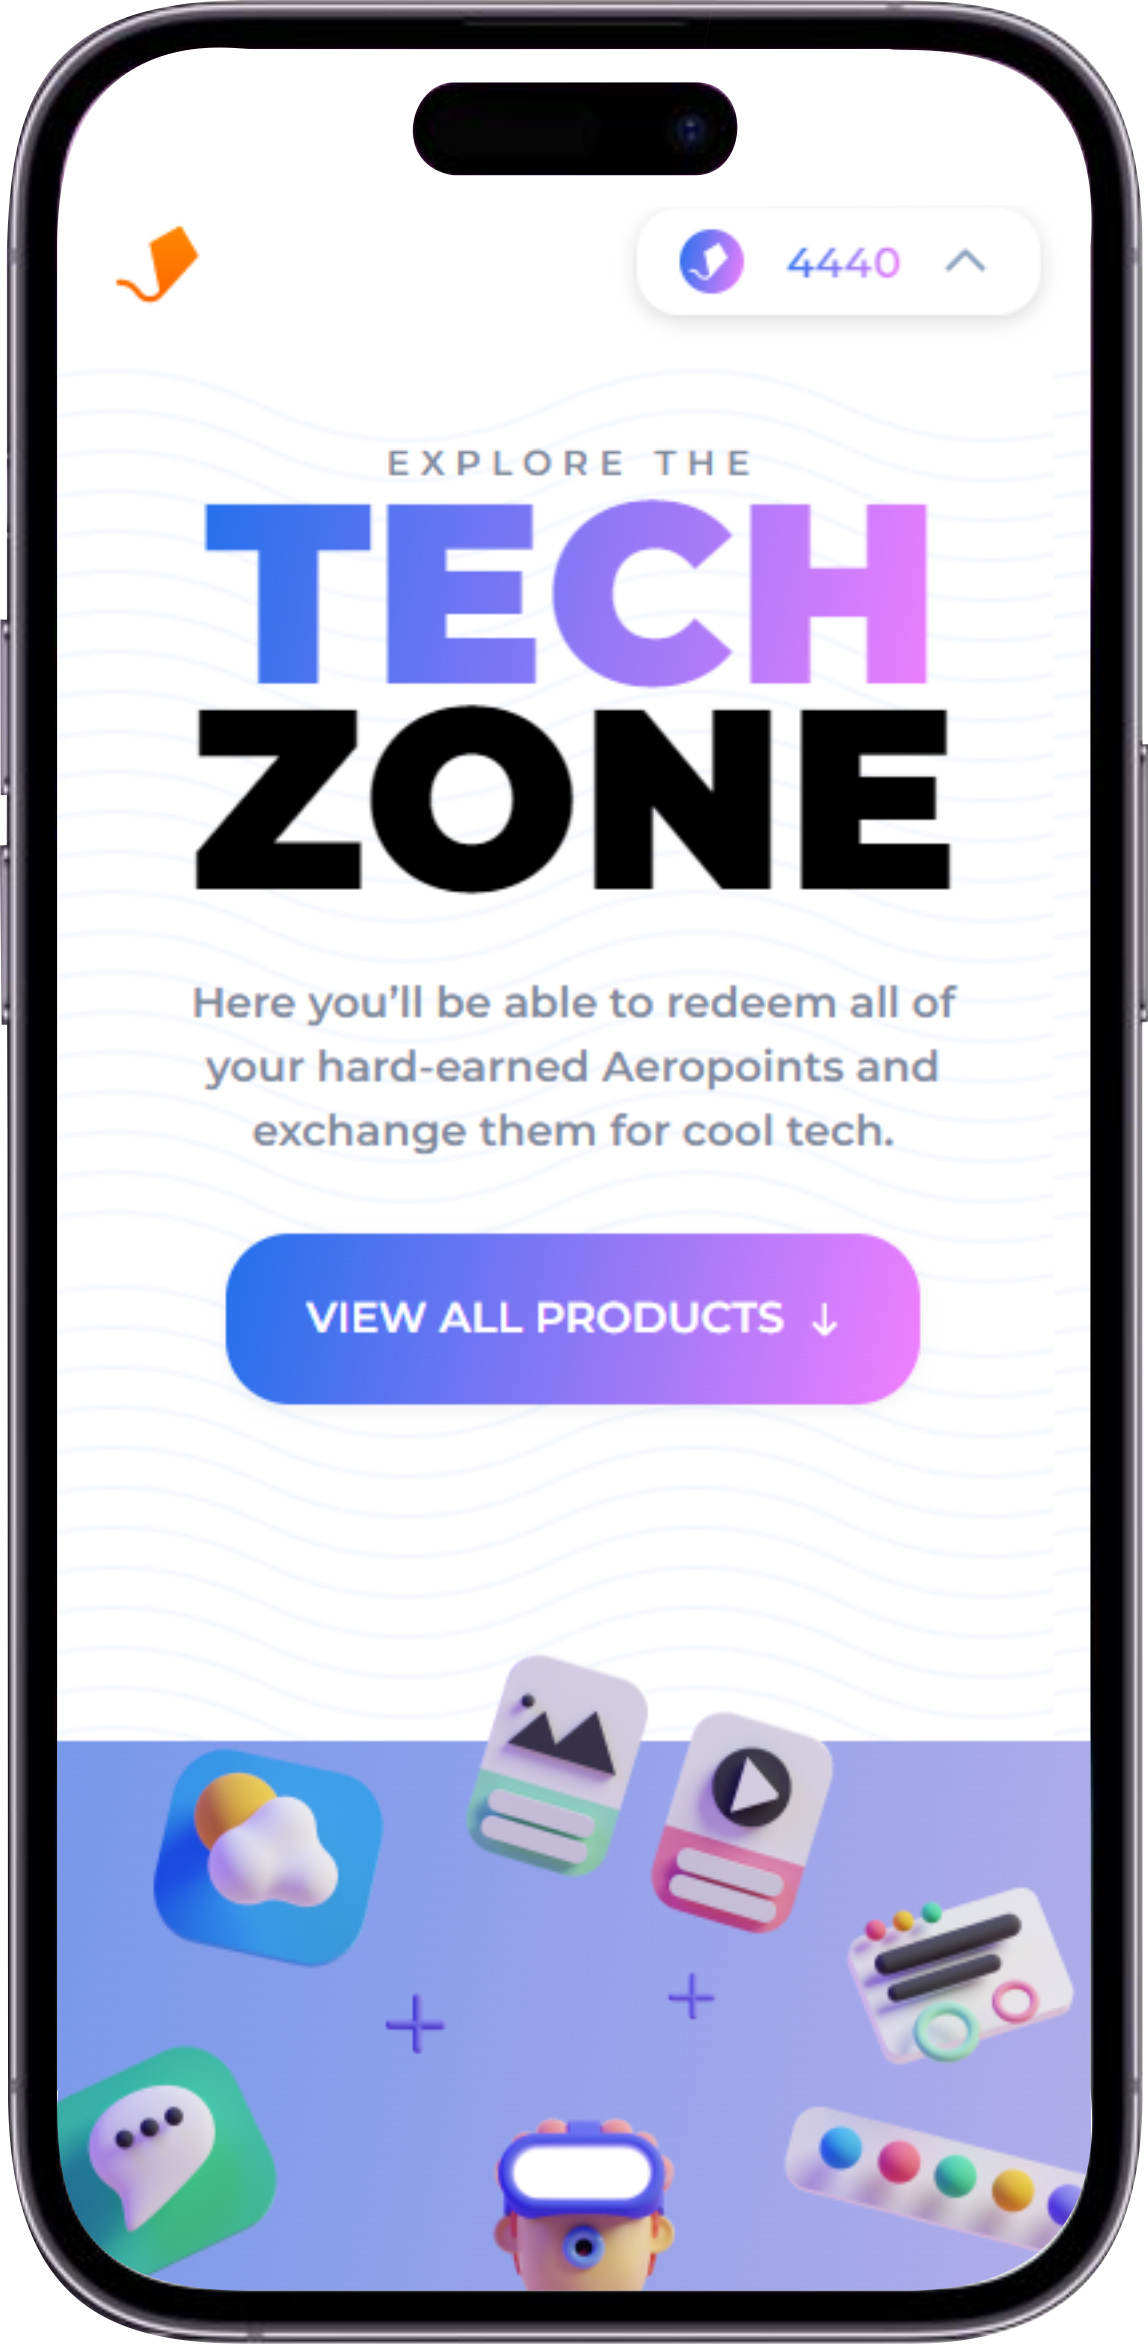 4440
EXPLORE THE
TECH
ZONE
Here you’ll be able to redeem all of
your hard-earned Aeropoints and
exchange them for cool tech.
VIEW ALL PRODUCTS ↓